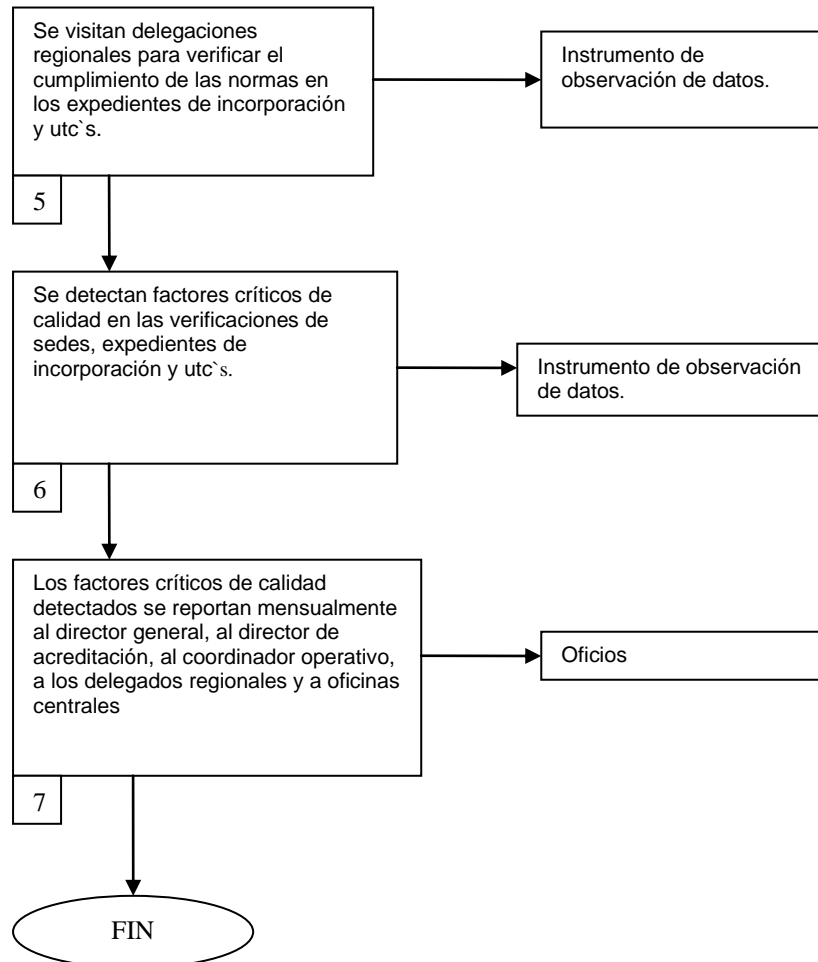 Se visitan delegaciones
regionales para verificar el
cumplimiento de las normas en
los expedientes de incorporación
y utc`s.
Instrumento de
observación de datos.
5
Se detectan factores críticos de
calidad en las verificaciones de
sedes, expedientes de
incorporación y utc`s.
Instrumento de observación
de datos.
6
Los factores críticos de calidad
detectados se reportan mensualmente
al director general, al director de
acreditación, al coordinador operativo,
a los delegados regionales y a oficinas
centrales
Oficios
7
FIN